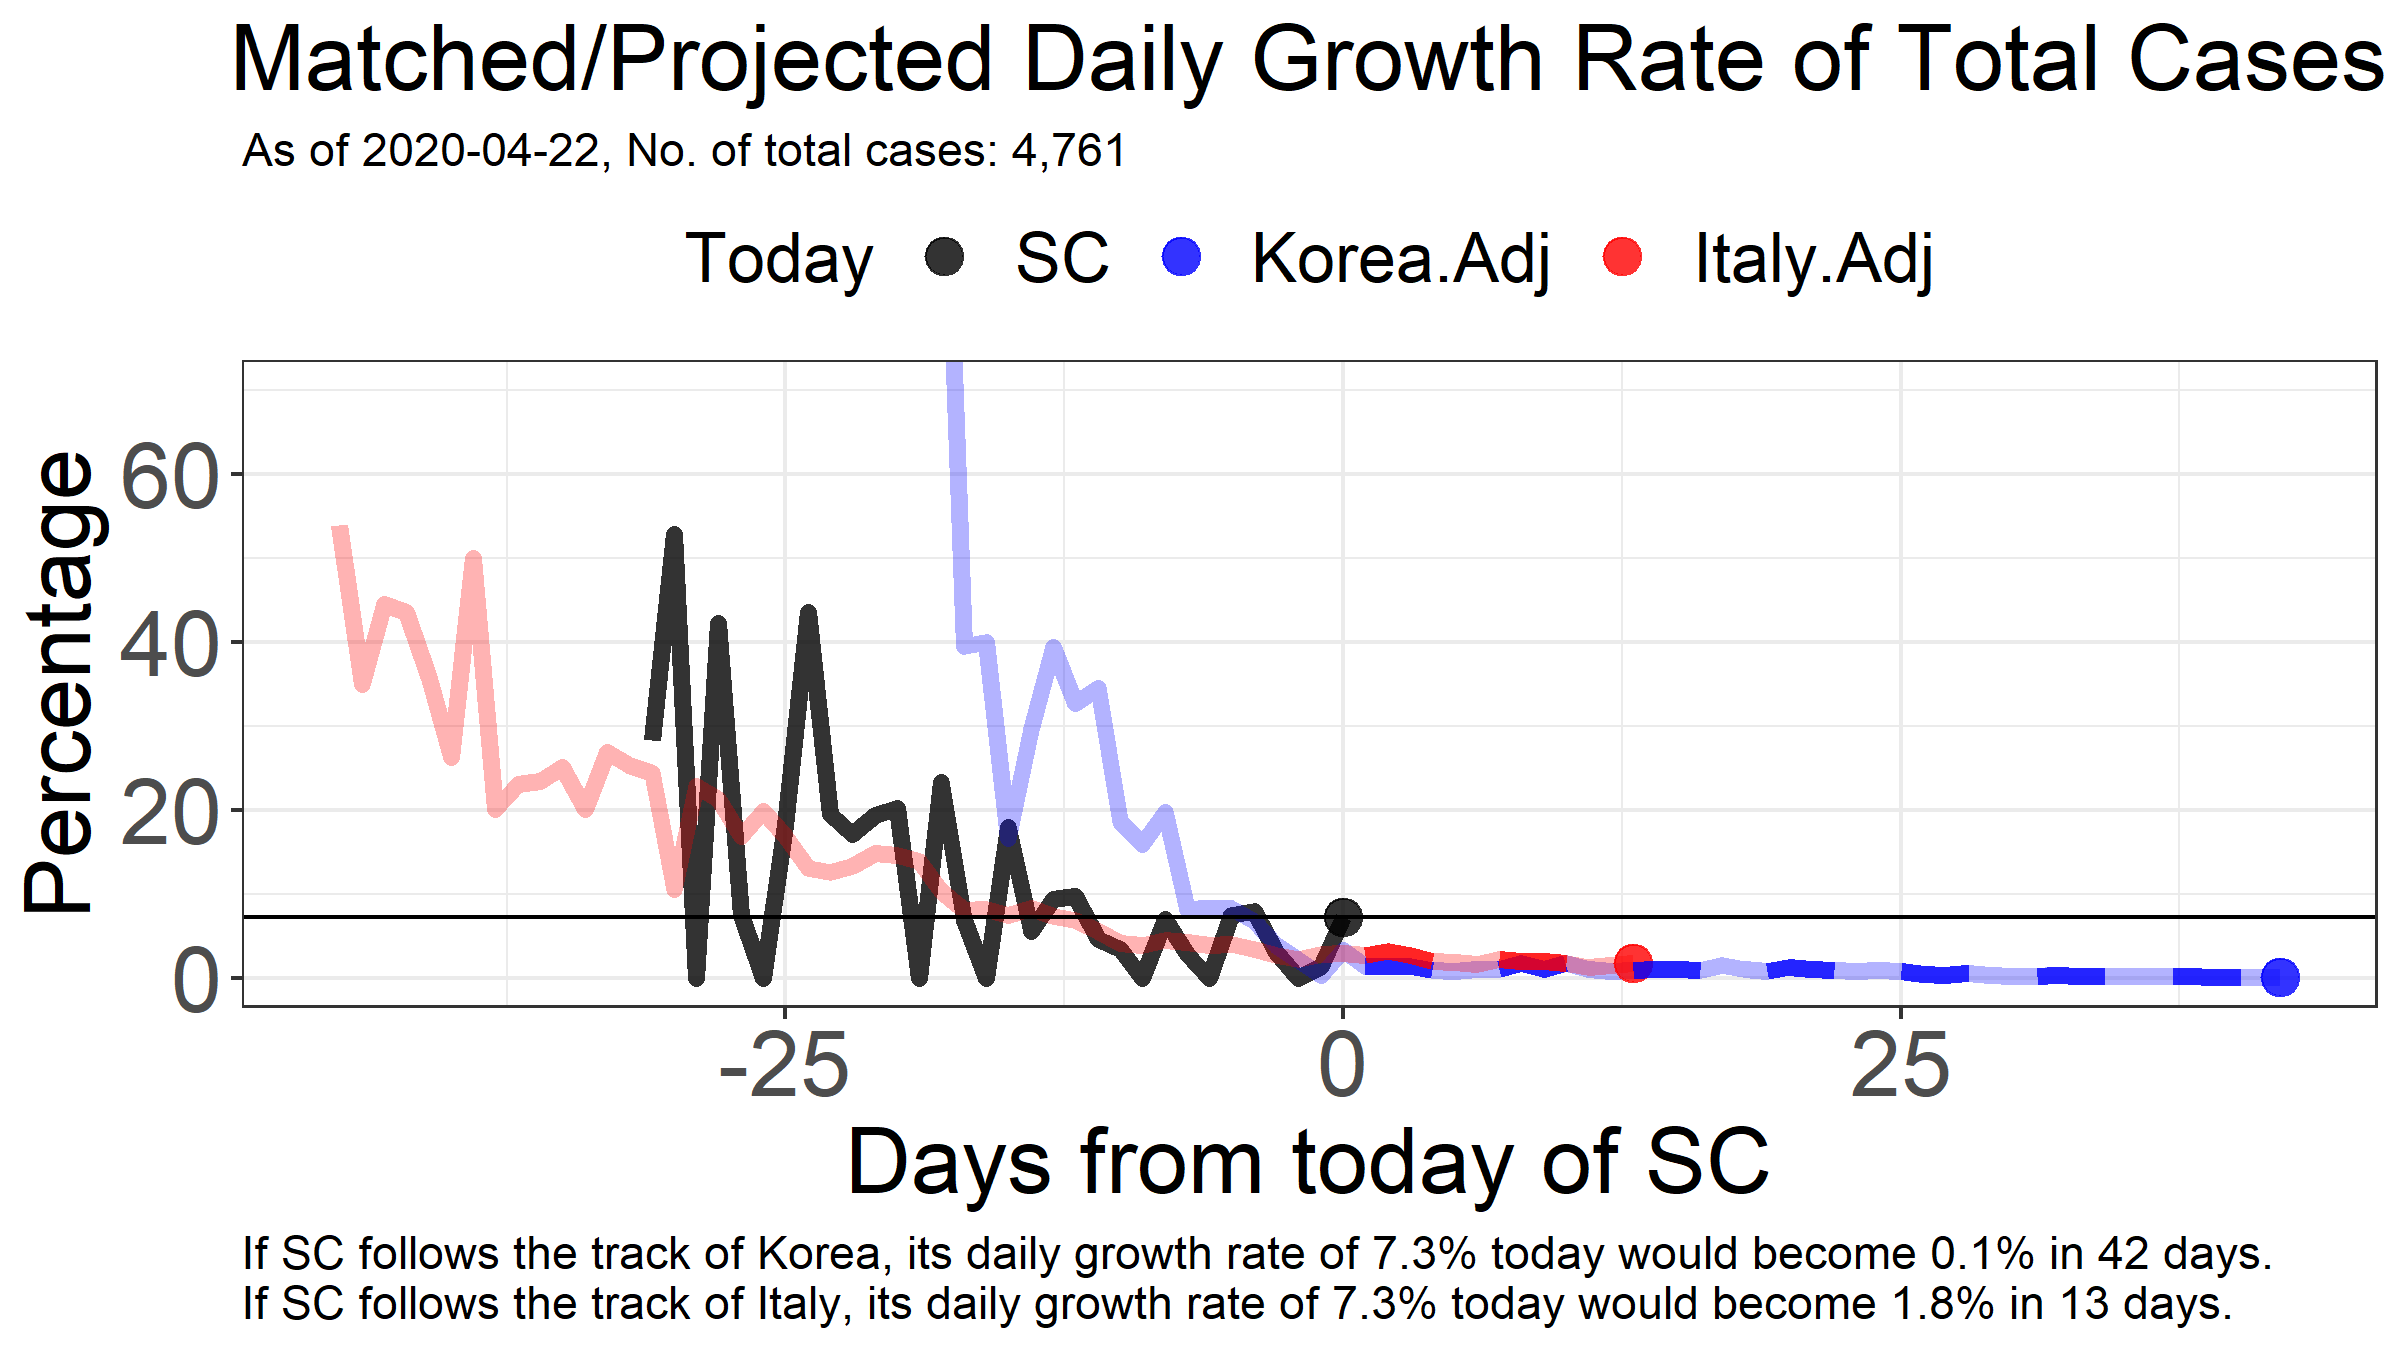 Matched/Projected Daily Growth Rate of Total Cases
As of 2020-04-22, No. of total cases: 4,761
Today SC Korea.Adj Italy.Adj
Percentage
60
40
20
0
-25 0 25
Days from today of SC
If SC follows the track of Korea, its daily growth rate of 7.3% today would become 0.1% in 42 days.
If SC follows the track of Italy, its daily growth rate of 7.3% today would become 1.8% in 13 days.